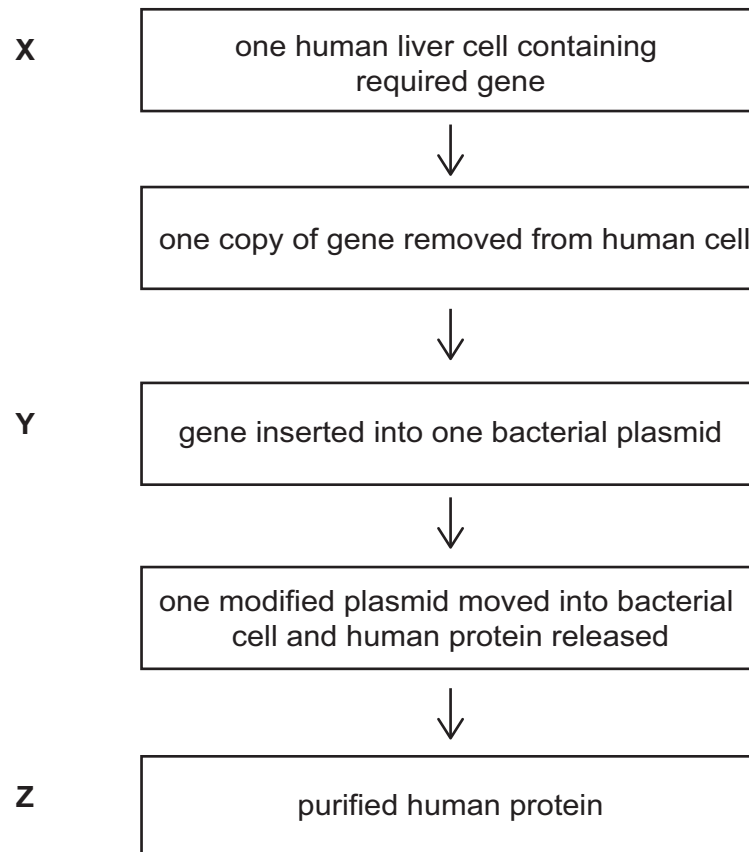 X
one human liver cell containing
required gene
one copy of gene removed from human cell
Y
gene inserted into one bacterial plasmid
one modified plasmid moved into bacterial
cell and human protein released
Z
purified human protein